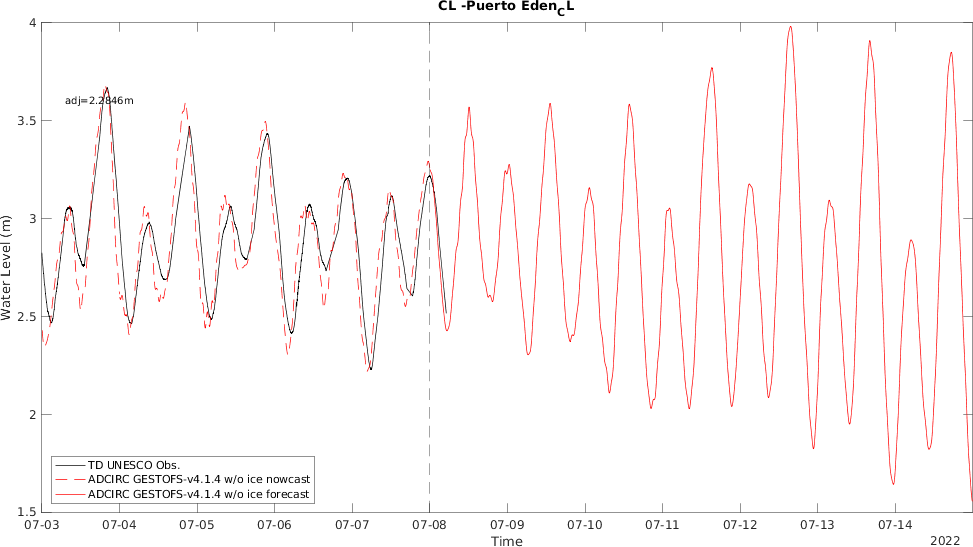 CL -Puerto Eden_CL
4
adj=2.2846m
3.5
3
2.5
2
1.5
Water Level (m)
TD UNESCO Obs.
ADCIRC GESTOFS-v4.1.4 w/o ice nowcast
ADCIRC GESTOFS-v4.1.4 w/o ice forecast
07-03 07-04 07-05 07-06 07-07 07-08 07-09 07-10 07-11 07-12 07-13 07-14
Time
2022